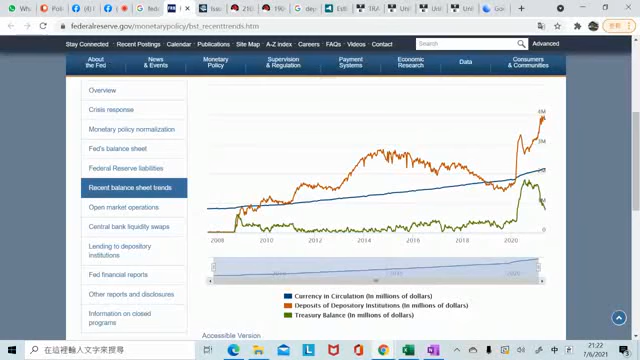 federalreserve.gov/monetarypolicy/bst_recenttrends.htm
Stay Connected Recent Postings Calendar Publications Site Map A-Z index Careers FAQs Videos Contact Search Advanced
About the Fed
News & Events
Monetary Policy
Supervision & Regulation
Payment Systems
Economic Research
Data
Consumers & Communities
Overview
Crisis response
Monetary policy normalization
Fed's balance sheet
Federal Reserve liabilities
Recent balance sheet trends
Open market operations
Central bank liquidity swaps
Lending to depository
institutions
Fed financial reports
Other reports and disclosures
Information on closed
programs
4M
0
2008 2010 2012 2014 2016 2018 2020
Currency in Circulation (In millions of dollars)
Deposits of Depository Institutions (In millions of dollars)
Treasury Balance (In millions of dollars)
Accessible Version
在這裡輸入文字來搜尋
中
21:22
7/6/2021